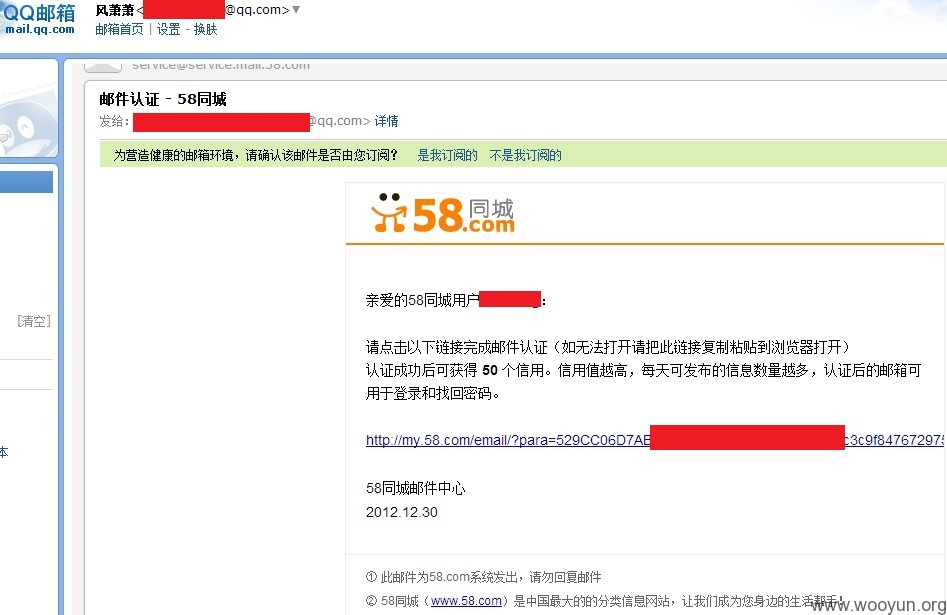 QQ邮箱
mail.qq.com
风萧萧<
@qq.com>
邮箱首页 | 设置 - 换肤
service@service.mail.58.com
邮件认证 - 58同城
发给：
@qq.com> 详情
为营造健康的邮箱环境，请确认该邮件是否由您订阅？ 是我订阅的 不是我订阅的
58同城
.com
亲爱的58同城用户
：
请点击以下链接完成邮件认证（如无法打开请把此链接复制粘贴到浏览器打开）
认证成功后可获得 50 个信用。信用值越高，每天可发布的信息数量越多，认证后的邮箱可
用于登录和找回密码。
[清空]
http://my.58.com/email/?para=529CC06D7AE
c3c9f84767297
本
58同城邮件中心
2012.12.30
① 此邮件为58.com系统发出，请勿回复邮件
② 58同城（www.58.com）是中国最大的的分类信息网站，让我们成为您身边的生活帮手！
www.wooyun.org